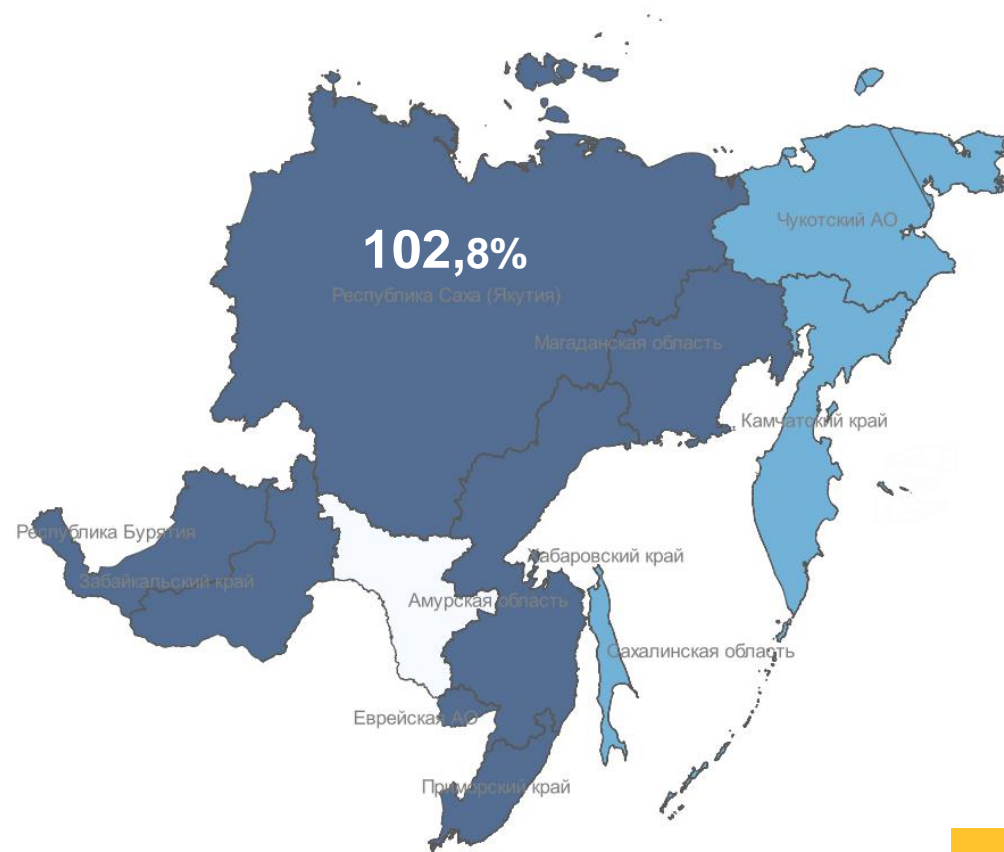 Чукотский АО
102,8%
Республика Саха (Якутия)
Магаданская область
Камчатский край
Республика Бурятия
Хабаровский край
Забайкальский край
Амурская область
Сахалинская область
Еврейская АО
Приморский край